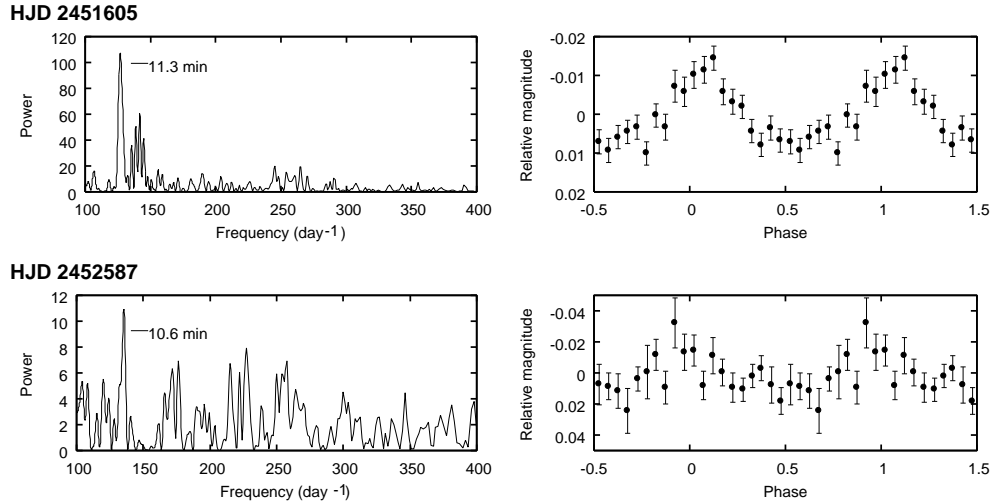 HJD 2451605
120
100
80
60
40
20
0
Power
11.3 min
100 150 200 250 300 350 400
Frequency (day-1)
-0.02
-0.01
0
0.01
0.02
Relative magnitude
-0.5 0 0.5 1 1.5
Phase
HJD 2452587
12
10
8
6
4
2
0
Power
10.6 min
100 150 200 250 300 350 400
Frequency (day -1)
-0.04
-0.02
0
0.02
0.04
Relative magnitude
-0.5 0 0.5 1 1.5
Phase